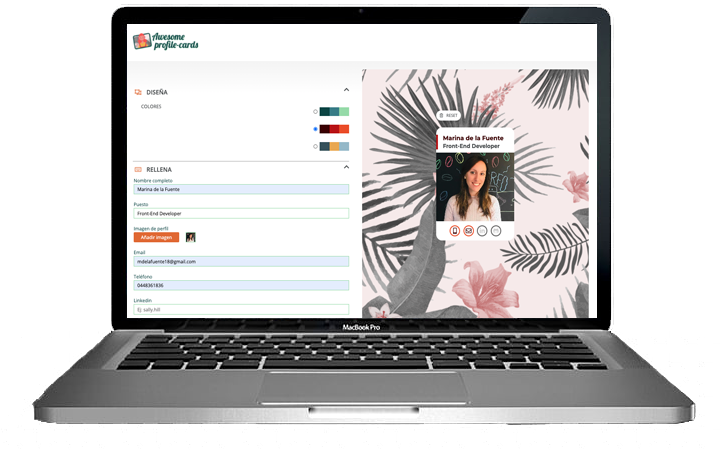 Awesome
profile-cards
DISEÑA
COLORES
RELLENA
Nombre completo
Marina de la Fuente
Puesto
Front-End Developer
Imagen de perfil
Añadir imagen
Email
mdelafuente18@gmail.com
Teléfono
0448361836
Linkedin
sally.hill
RESET
Marina de la Fuente
Front-End Developer
MacBook Pro